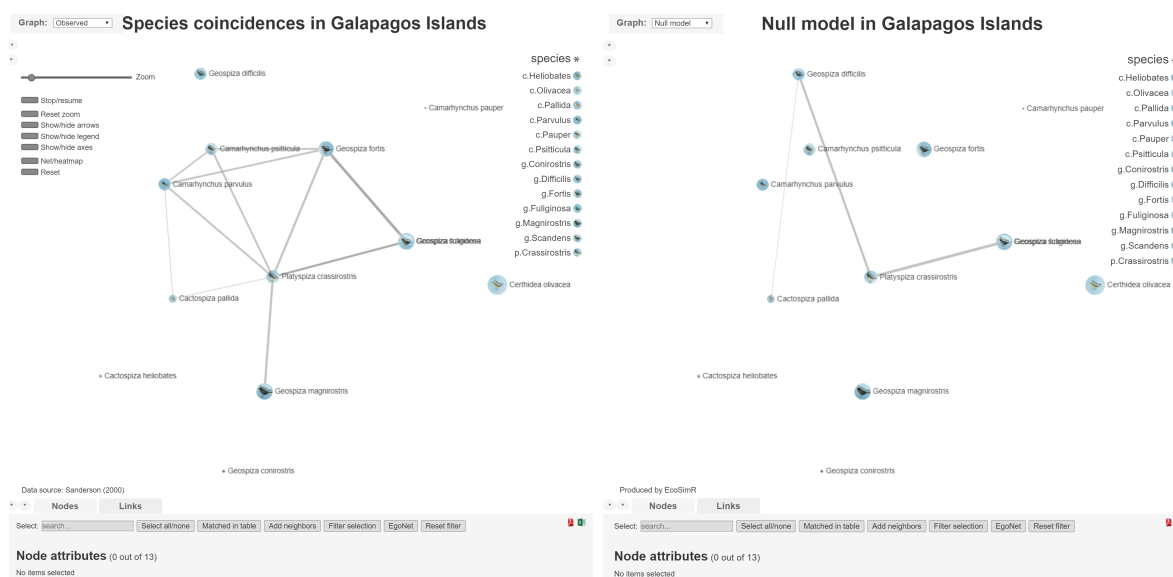 Graph: Observed
Species coincidences in Galapagos Islands
Zoom
Stop/resume
Reset zoom
Show/hide arrows
Show/hide legend
Show/hide axes
Net/heatmap
Reset
Geospiza difficilis
Camarhynchus pauper
Camarhynchus psitticula
Geospiza fortis
Camarhynchus parvulus
Geospiza
Platyspiza crassirostris
Certhidea olivacea
Cactospiza pallida
Cactospiza heliobates
Geospiza magnirostris
Geospiza conirostris
species *
c.Heliobates
c.Olivacea
c.Pallida
c.Parvulus
c.Pauper
c.Psitticula
g.Conirostris
g.Difficilis
g.Fortis
g.Fuliginosa
g.Magnirostris
g.Scandens
p.Crassirostris
Data source: Sanderson (2000)
Nodes
Links
Select: search... Select all/none Matched in table Add neighbors Filter selection EgoNet Reset filter
Node attributes (0 out of 13)
No items selected
Graph: Null model
Null model in Galapagos Islands
Geospiza difficilis
Camarhynchus pauper
Camarhynchus psitticula
Geospiza fortis
Camarhynchus parvulus
Geospiza
Platyspiza crassirostris
Certhidea olivacea
Cactospiza pallida
Cactospiza heliobates
Geospiza magnirostris
Geospiza conirostris
species
c.Heliobates
c.Olivacea
c.Pallida
c.Parvulus
c.Pauper
c.Psitticula
g.Conirostris
g.Difficilis
g.Fortis
g.Fuliginosa
g.Magnirostris
g.Scandens
p.Crassirostris
Produced by EcoSimR
Nodes
Links
Select: search... Select all/none Matched in table Add neighbors Filter selection EgoNet Reset filter
Node attributes (0 out of 13)
No items selected